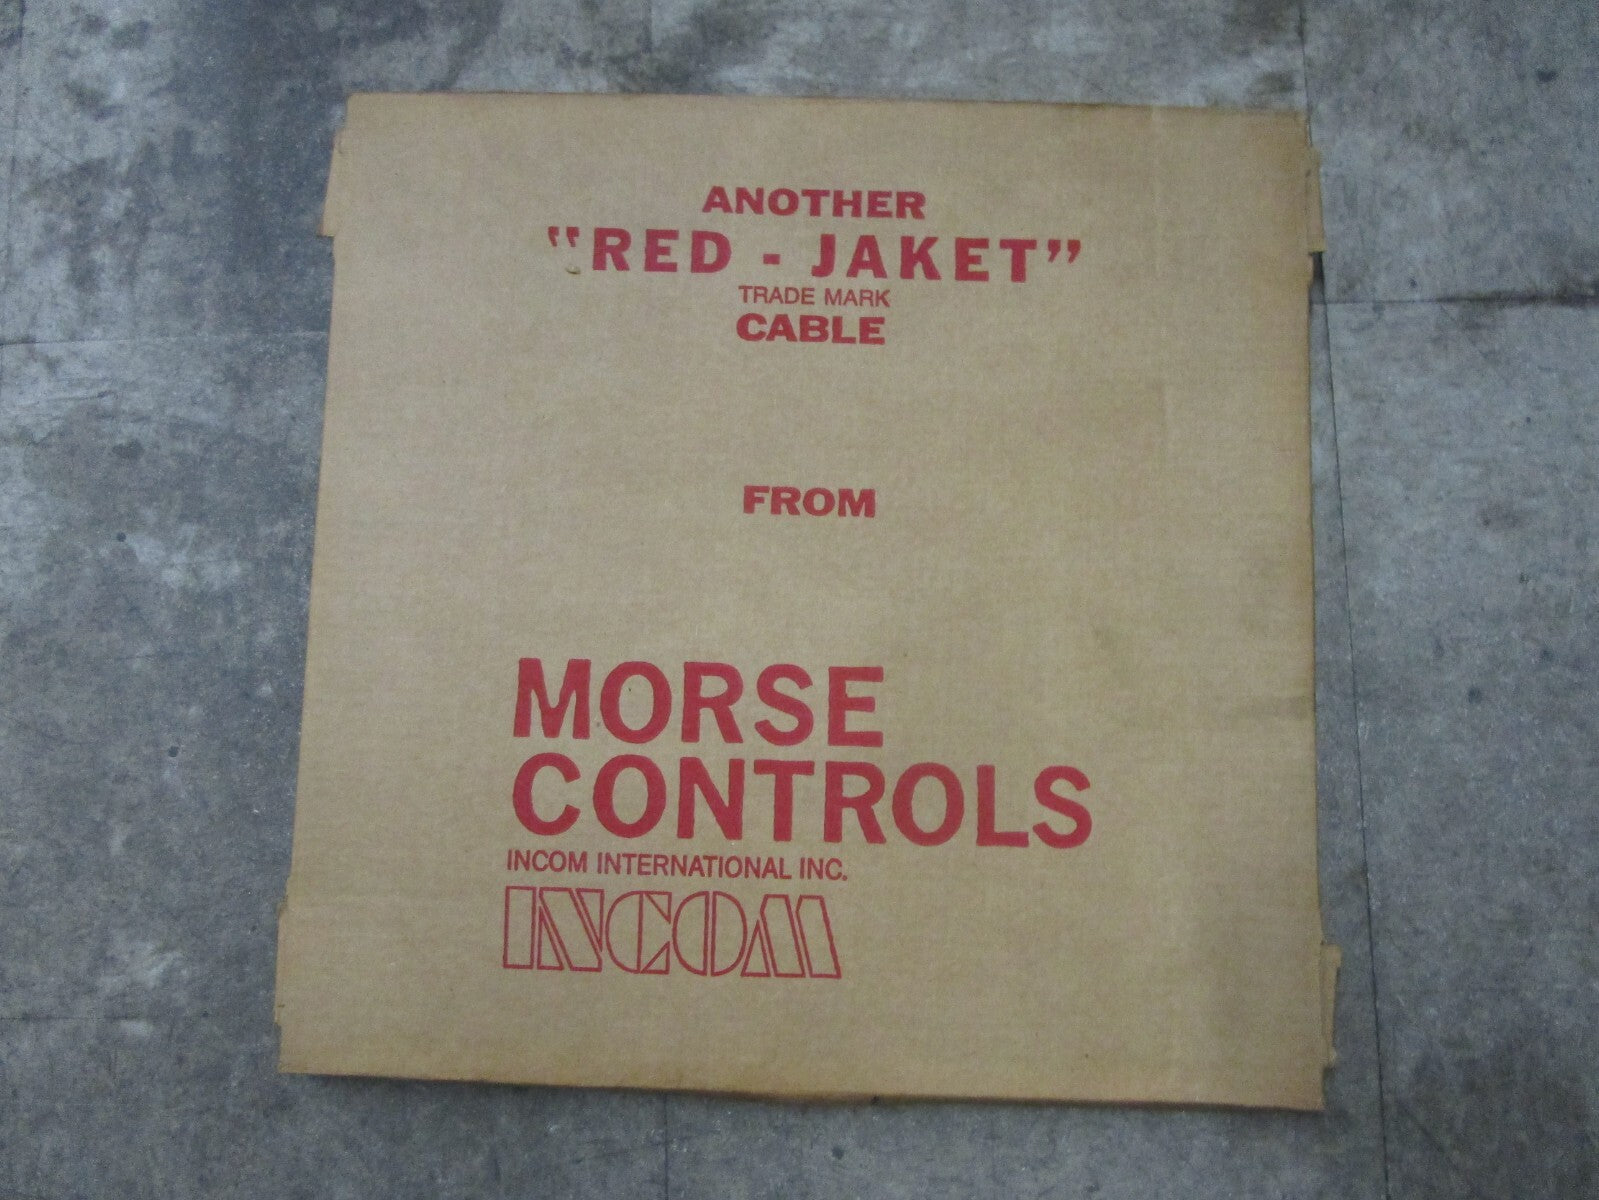 ANOTHER
"RED - JAKET"
TRADE MARK
CABLE
FROM
MORSE
CONTROLS
INCOM INTERNATIONAL INC.
INCOM